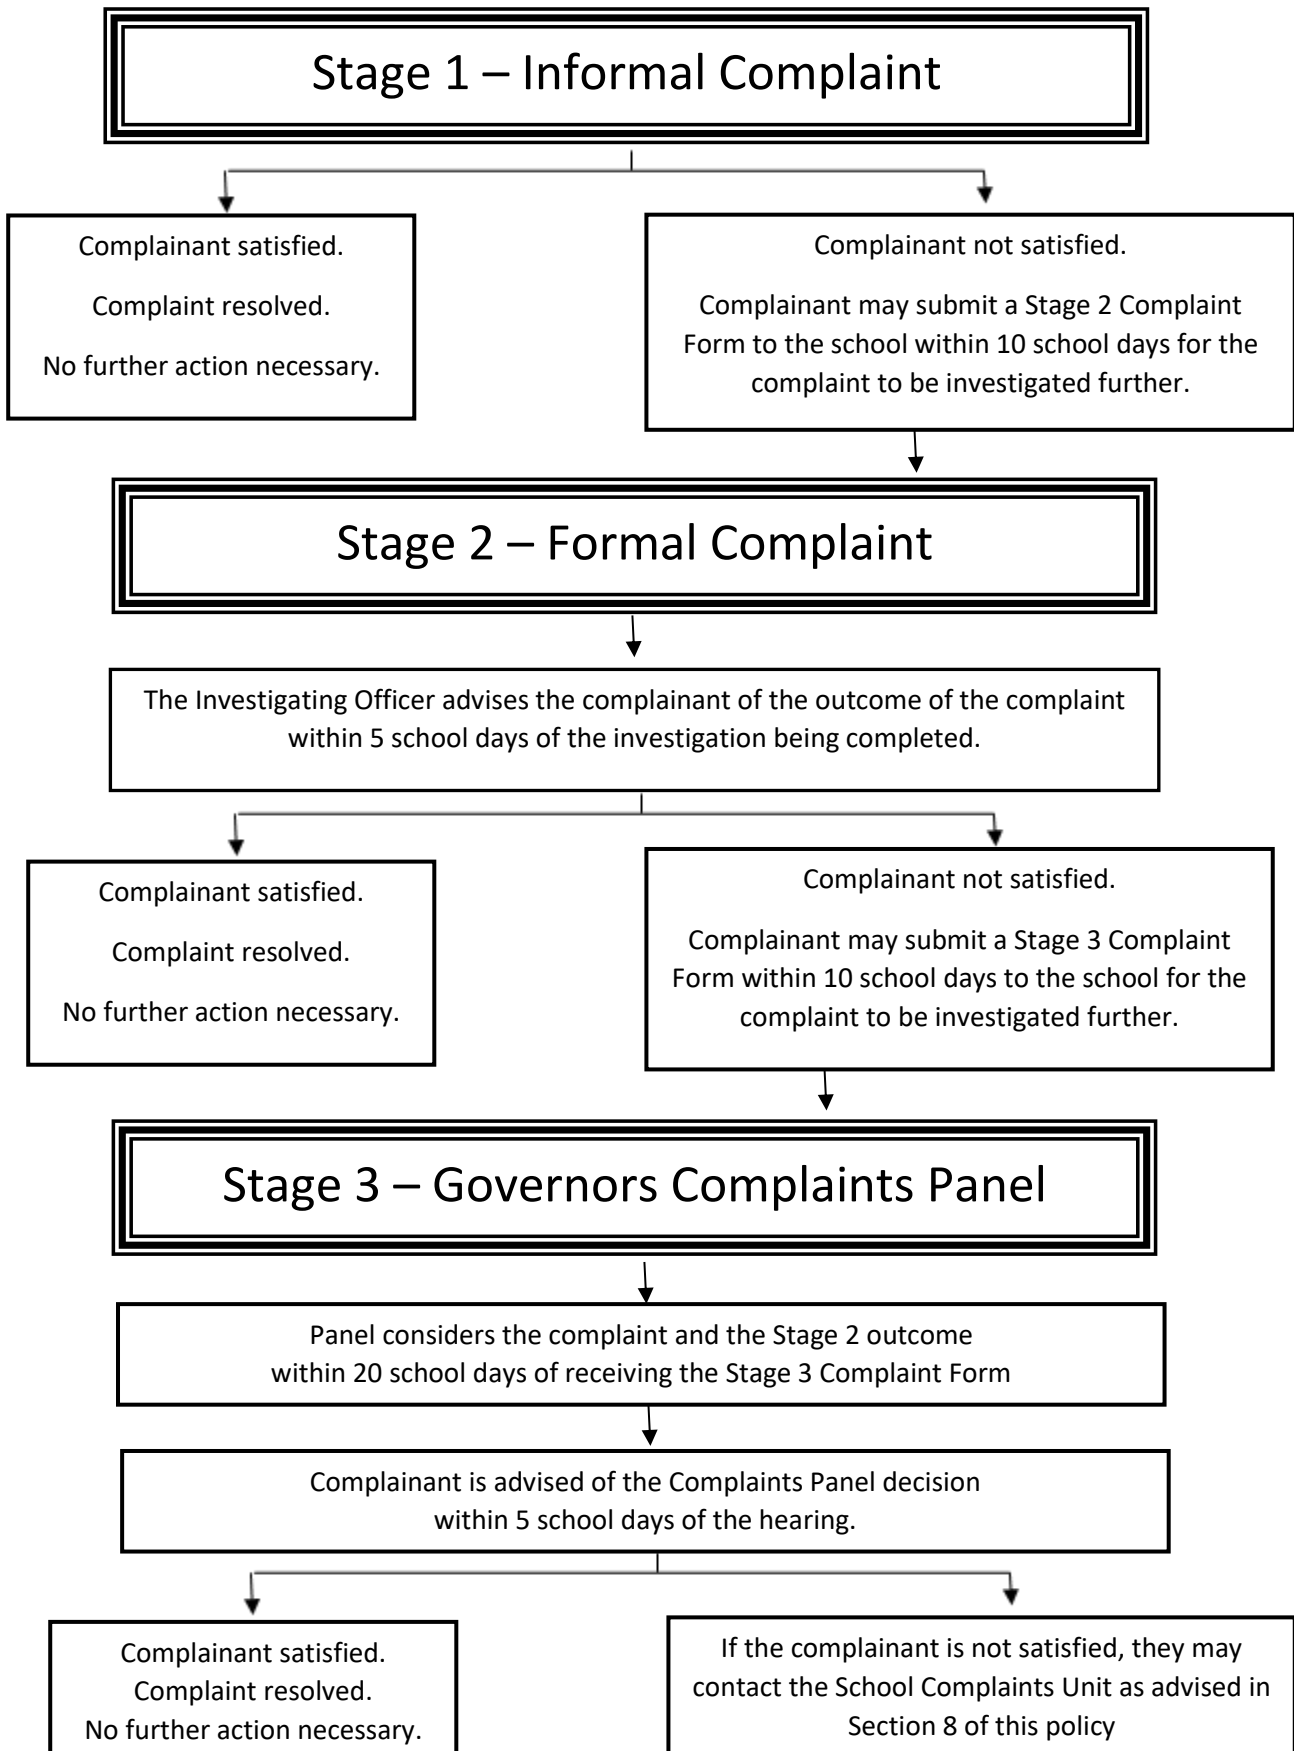 Stage 1 – Informal Complaint
Complainant satisfied.
Complaint resolved.
No further action necessary.
Complainant not satisfied.
Complainant may submit a Stage 2 Complaint
Form to the school within 10 school days for the
complaint to be investigated further.
Stage 2 – Formal Complaint
The Investigating Officer advises the complainant of the outcome of the complaint
within 5 school days of the investigation being completed.
Complainant satisfied.
Complaint resolved.
No further action necessary.
Complainant not satisfied.
Complainant may submit a Stage 3 Complaint
Form within 10 school days to the school for the
complaint to be investigated further.
Stage 3 – Governors Complaints Panel
Panel considers the complaint and the Stage 2 outcome
within 20 school days of receiving the Stage 3 Complaint Form
Complainant is advised of the Complaints Panel decision
within 5 school days of the hearing.
Complainant satisfied.
Complaint resolved.
No further action necessary.
If the complainant is not satisfied, they may
contact the School Complaints Unit as advised in
Section 8 of this policy